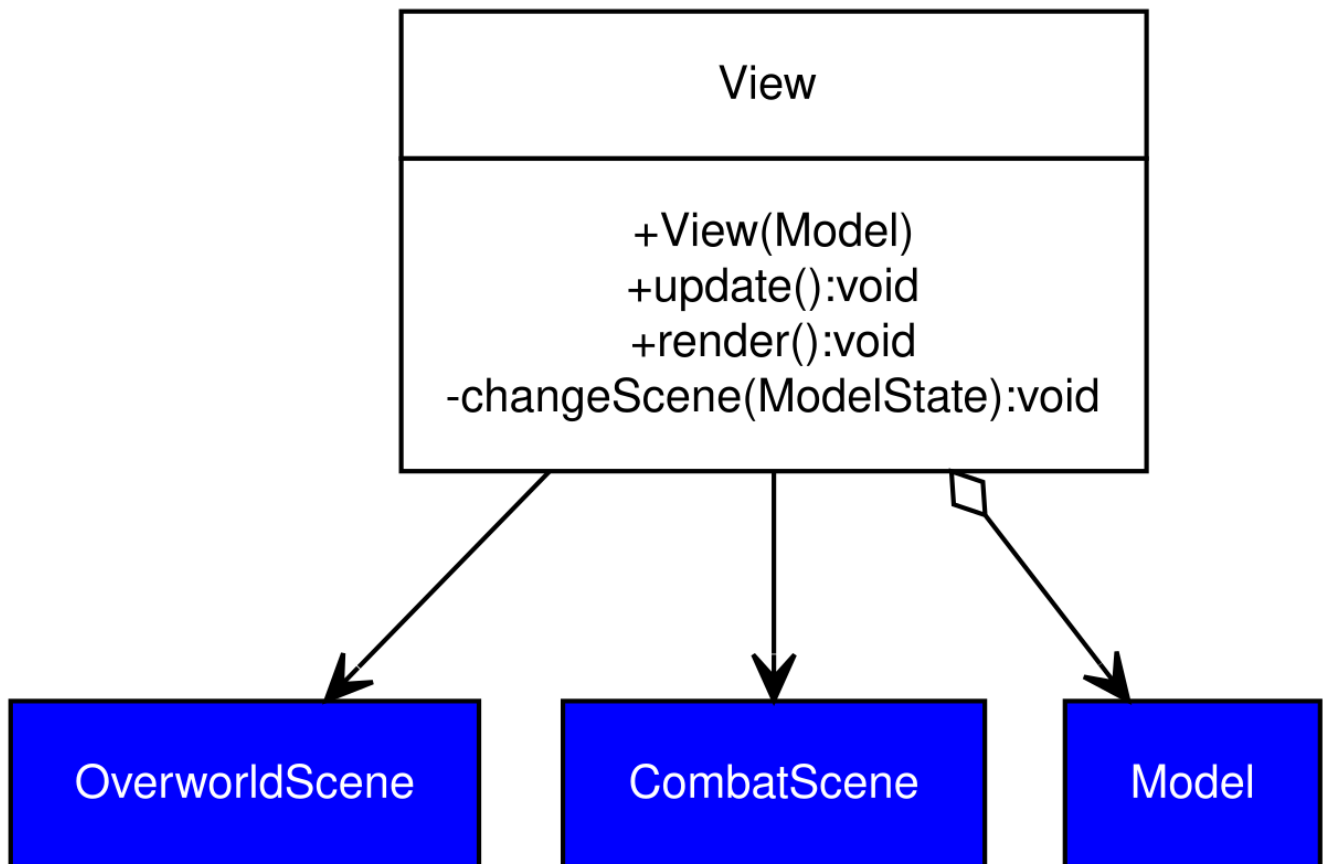 View
+View(Model)
+update():void
+render():void
-changeScene(ModelState):void
OverworldScene
CombatScene
Model